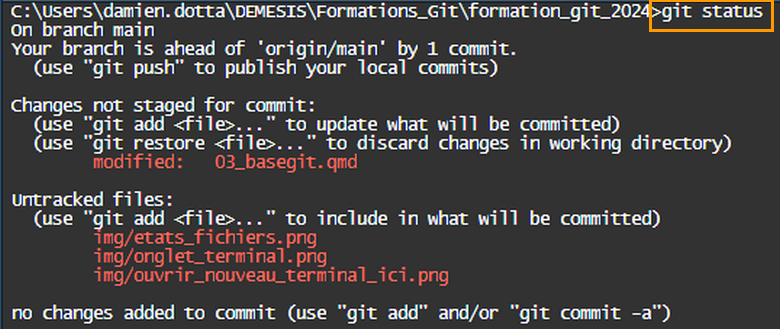 C:\Users\damien.dotta\DEMESIS\Formations_Git\formation_git_2024>git status
On branch main
Your branch is ahead of 'origin/main' by 1 commit.
  (use "git push" to publish your local commits)

Changes not staged for commit:
  (use "git add <file>..." to update what will be committed)
  (use "git restore <file>..." to discard changes in working directory)
        modified:   03_basegit.qmd

Untracked files:
  (use "git add <file>..." to include in what will be committed)
        img/etats_fichiers.png
        img/onglet_terminal.png
        img/ouvrir_nouveau_terminal_ici.png

no changes added to commit (use "git add" and/or "git commit -a")